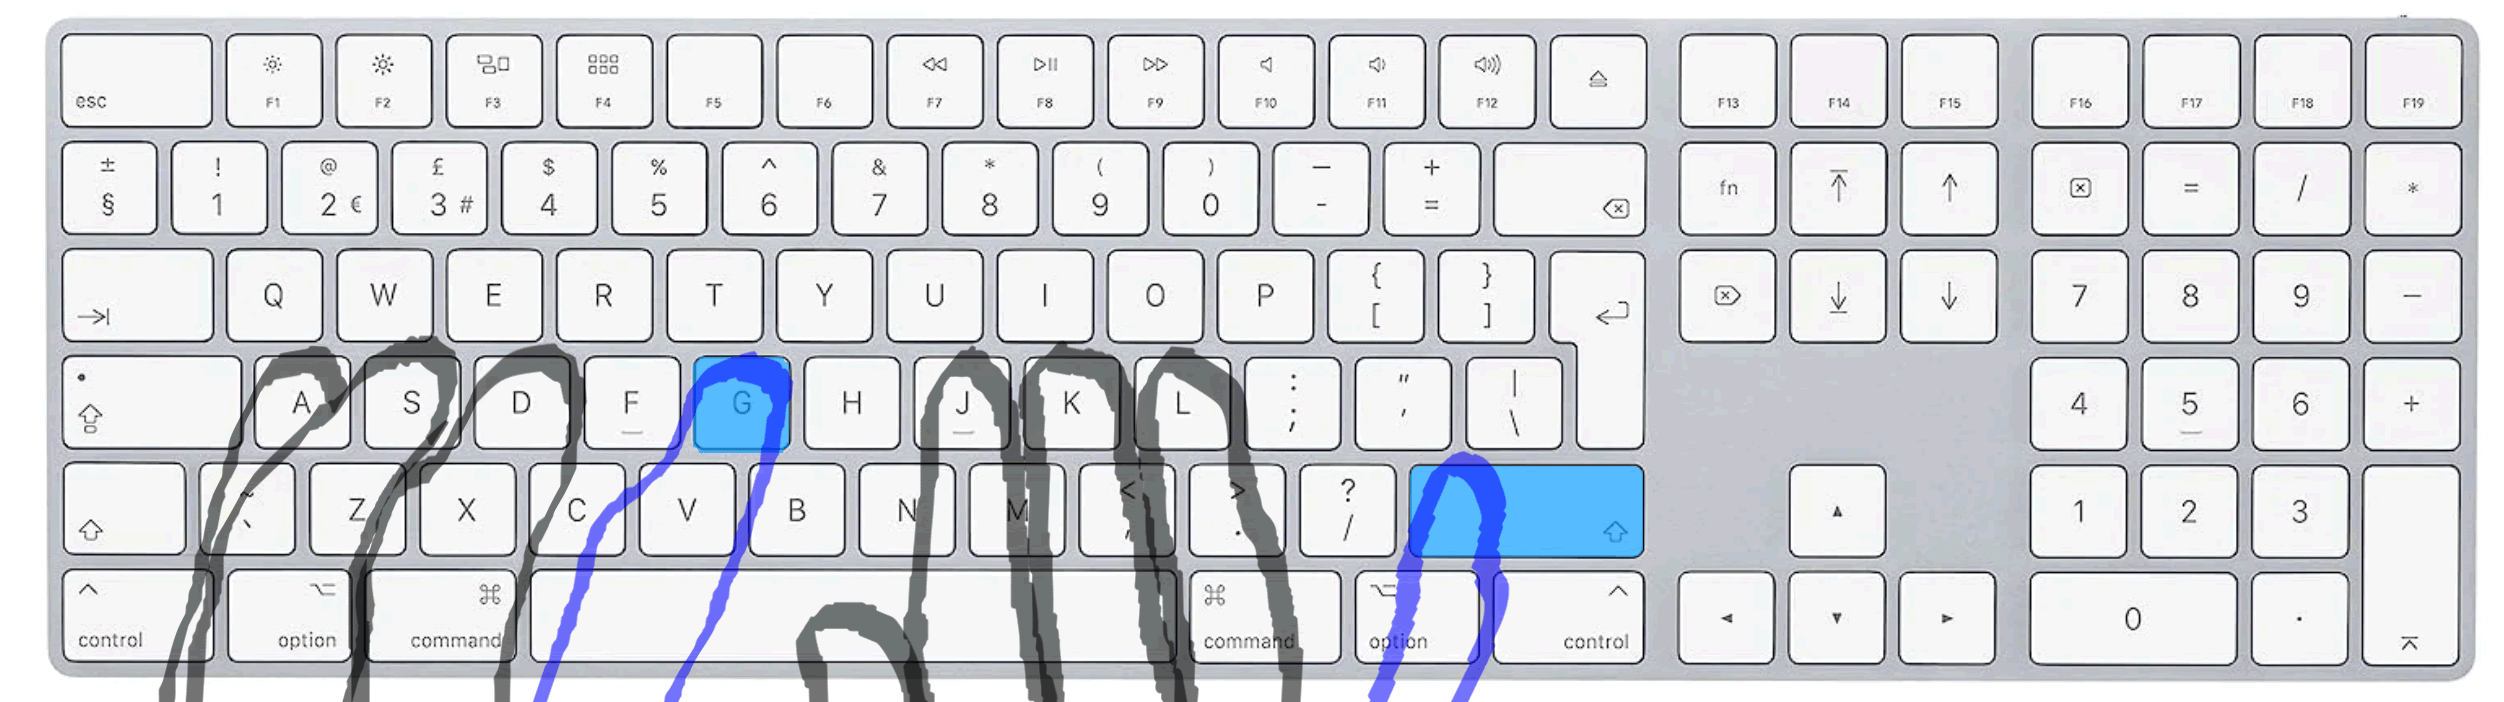 esc F1 F2 F3 F4 F5 F6 F7 F8 F9 F10 F11 F12 F13 F14 F15 F16 F17 F18 F19
± ! @ £ $ % ^ & * ( ) — +
§ 1 2 € 3 # 4 5 6 7 8 9 0 - = fn = / *
Q W E R T Y U I O P { [ } ] 7 8 9 —
A S D F G H J K L : ; " ' | \ 4 5 6 +
~ ` Z X C V B N M < , > . ? / 1 2 3
control option command command option control 0 .